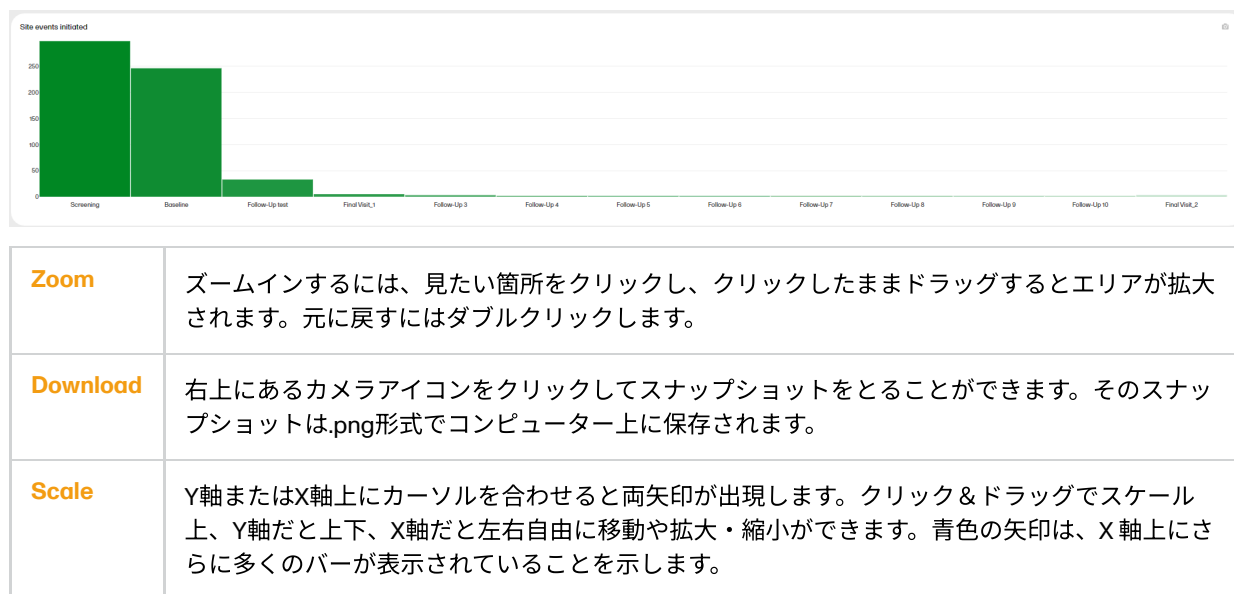 Site events initiated
250
200
150
100
50
0
Screening Baseline Follow-Up test Final Visit_1 Follow-Up 3 Follow-Up 4 Follow-Up 5 Follow-Up 6 Follow-Up 7 Follow-Up 8 Follow-Up 9 Follow-Up 10 Final Visit_2
Zoom
ズームインするには、見たい箇所をクリックし、クリックしたままドラッグするとエリアが拡大
されます。元に戻すにはダブルクリックします。
Download
右上にあるカメラアイコンをクリックしてスナップショットをとることができます。そのスナッ
プショットは.png形式でコンピューター上に保存されます。
Scale
Y軸またはX軸上にカーソルを合わせると両矢印が出現します。クリック＆ドラッグでスケール
上、Y軸だと上下、X軸だと左右自由に移動や拡大・縮小ができます。青色の矢印は、X 軸上にさ
らに多くのバーが表示されていることを示します。